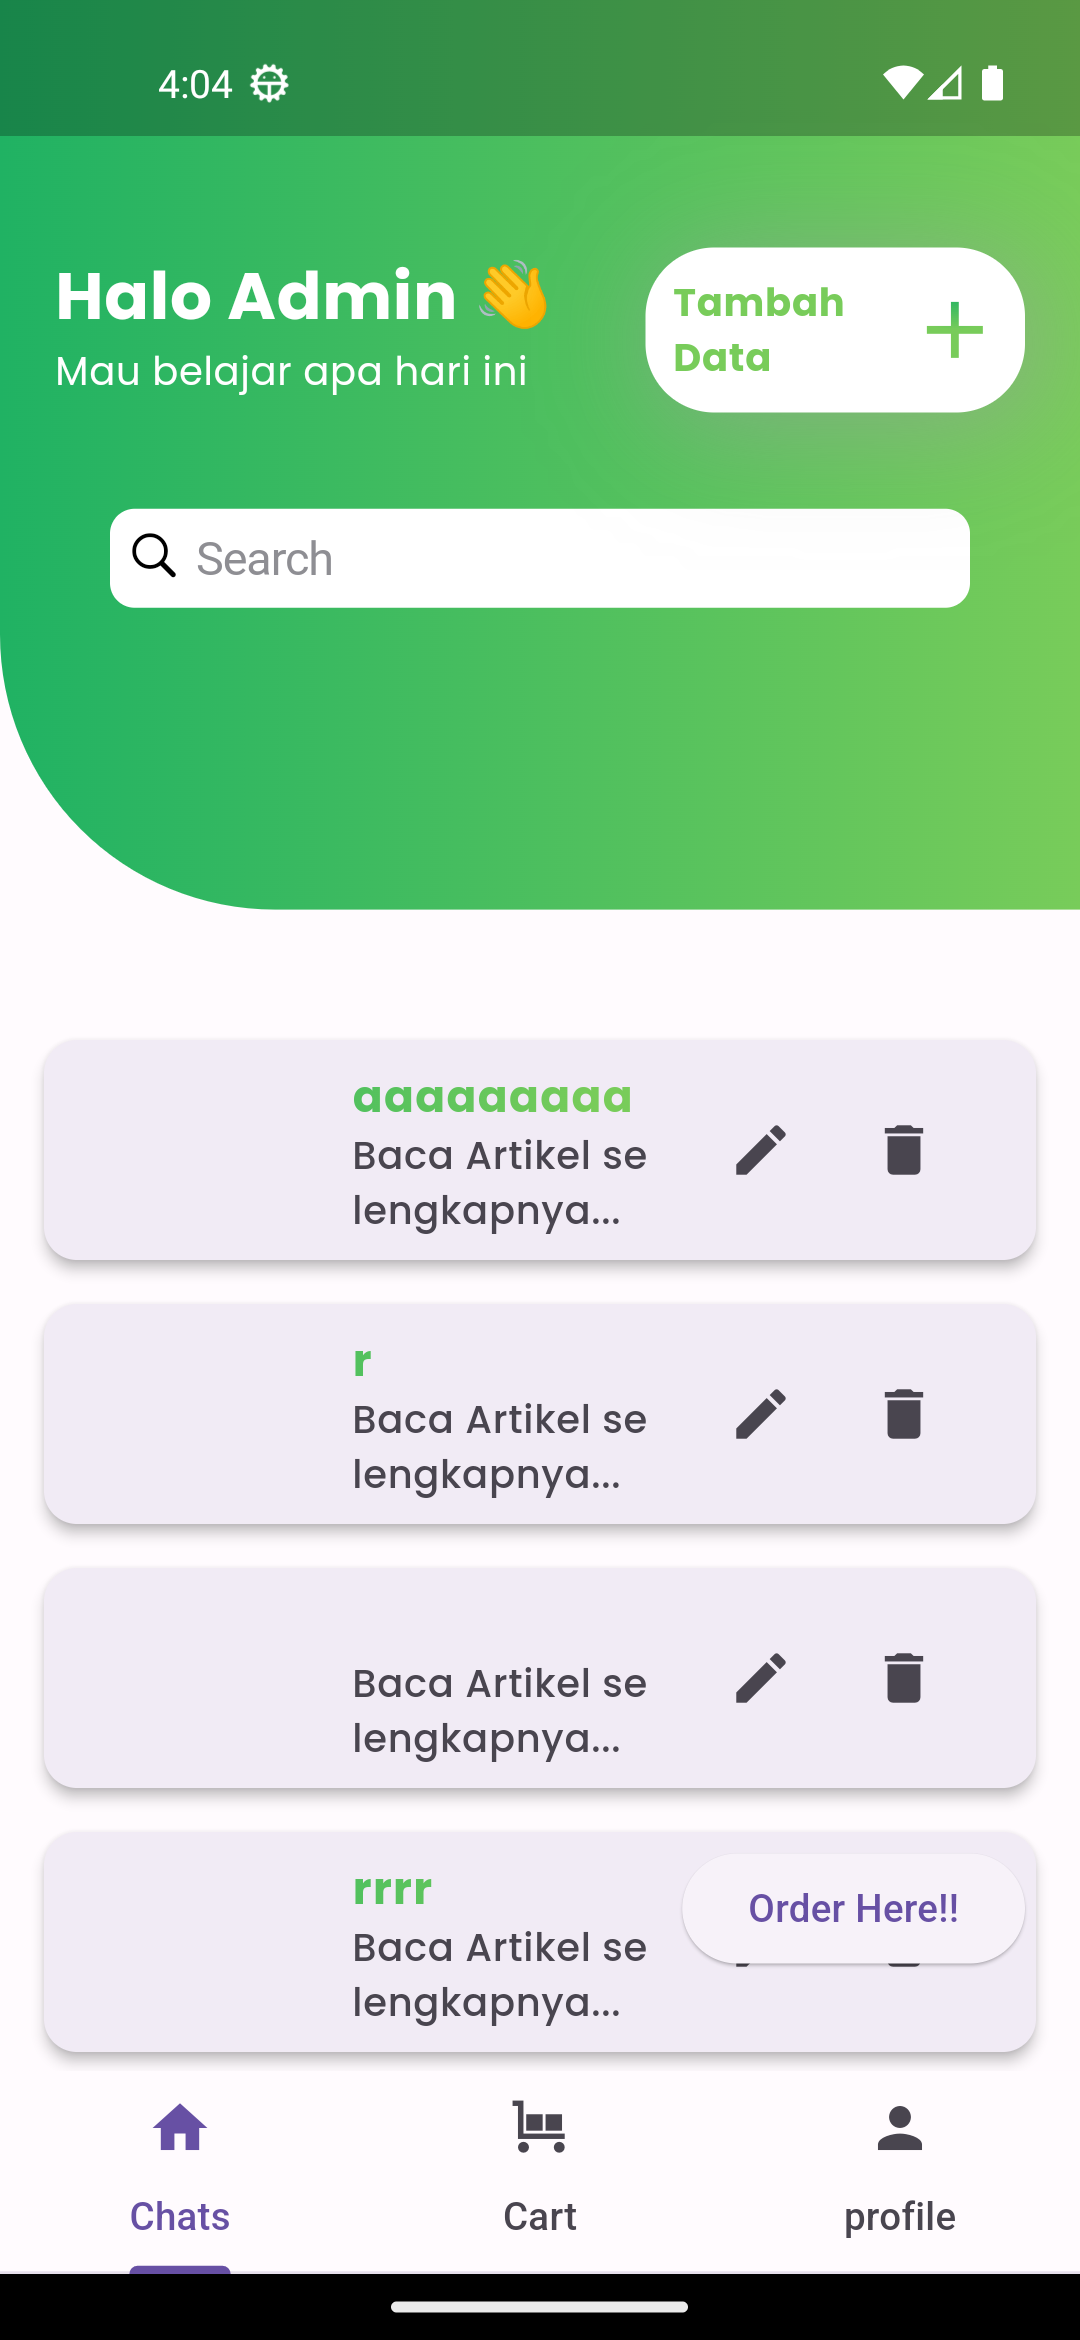 4:04
Halo Admin 👋
Mau belajar apa hari ini
Tambah
Data
Search
aaaaaaaaa
Baca Artikel se
lengkapnya...
r
Baca Artikel se
lengkapnya...
Baca Artikel se
lengkapnya...
rrrr
Baca Artikel se
lengkapnya...
Order Here!!
Chats
Cart
profile